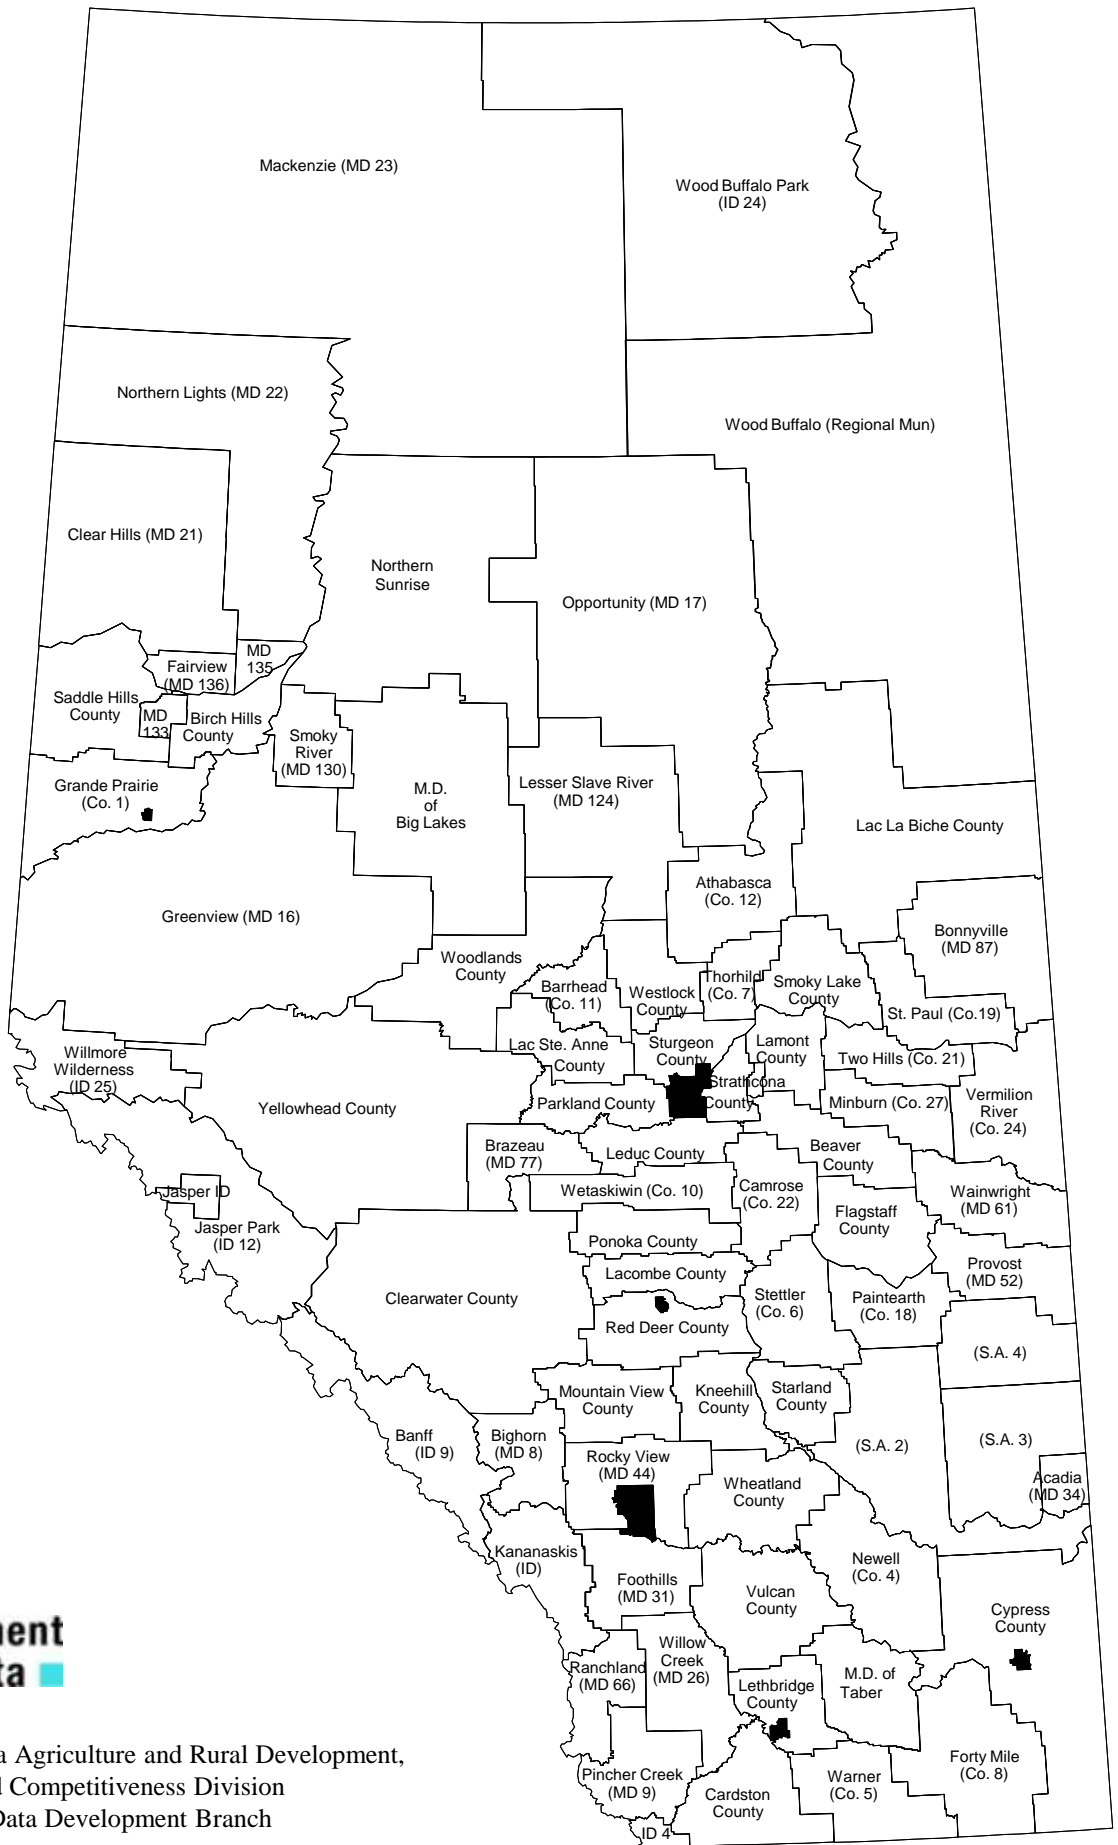 Mackenzie (MD 23)
Wood Buffalo Park
(ID 24)
Northern Lights (MD 22)
Wood Buffalo (Regional Mun)
Clear Hills (MD 21)
Northern
Sunrise
Opportunity (MD 17)
MD
135
Fairview
(MD 136)
Saddle Hills
County
MD
133
Birch Hills
County
Smoky
River
(MD 130)
Grande Prairie
(Co. 1)
M.D.
of
Big Lakes
Lesser Slave River
(MD 124)
Lac La Biche County
Athabasca
(Co. 12)
Greenview (MD 16)
Bonnyville
(MD 87)
Woodlands
County
Barrhead
(Co. 11)
Westlock
County
Thorhild
(Co. 7)
Smoky Lake
County
St. Paul (Co.19)
Willmore
Wilderness
(ID 25)
Lac Ste. Anne
County
Sturgeon
County
Lamont
County
Two Hills (Co. 21)
Yellowhead County
Parkland County
Strathcona
County
Minburn (Co. 27)
Vermilion
River
(Co. 24)
Brazeau
(MD 77)
Leduc County
Beaver
County
Jasper ID
Wetaskiwin (Co. 10)
Camrose
(Co. 22)
Wainwright
(MD 61)
Jasper Park
(ID 12)
Flagstaff
County
Ponoka County
Lacombe County
Provost
(MD 52)
Clearwater County
Stettler
(Co. 6)
Paintearth
(Co. 18)
Red Deer County
(S.A. 4)
Mountain View
County
Kneehill
County
Starland
County
Banff
(ID 9)
Bighorn
(MD 8)
(S.A. 2)
(S.A. 3)
Rocky View
(MD 44)
Wheatland
County
Acadia
(MD 34)
Kananaskis
(ID)
Foothills
(MD 31)
Vulcan
County
Newell
(Co. 4)
Cypress
County
Ranchland
(MD 66)
Willow
Creek
(MD 26)
Lethbridge
County
M.D. of
Taber
Pincher Creek
(MD 9)
Cardston
County
Warner
(Co. 5)
Forty Mile
(Co. 8)
ID 4
nent
ta
a Agriculture and Rural Development,
d Competitiveness Division
Data Development Branch